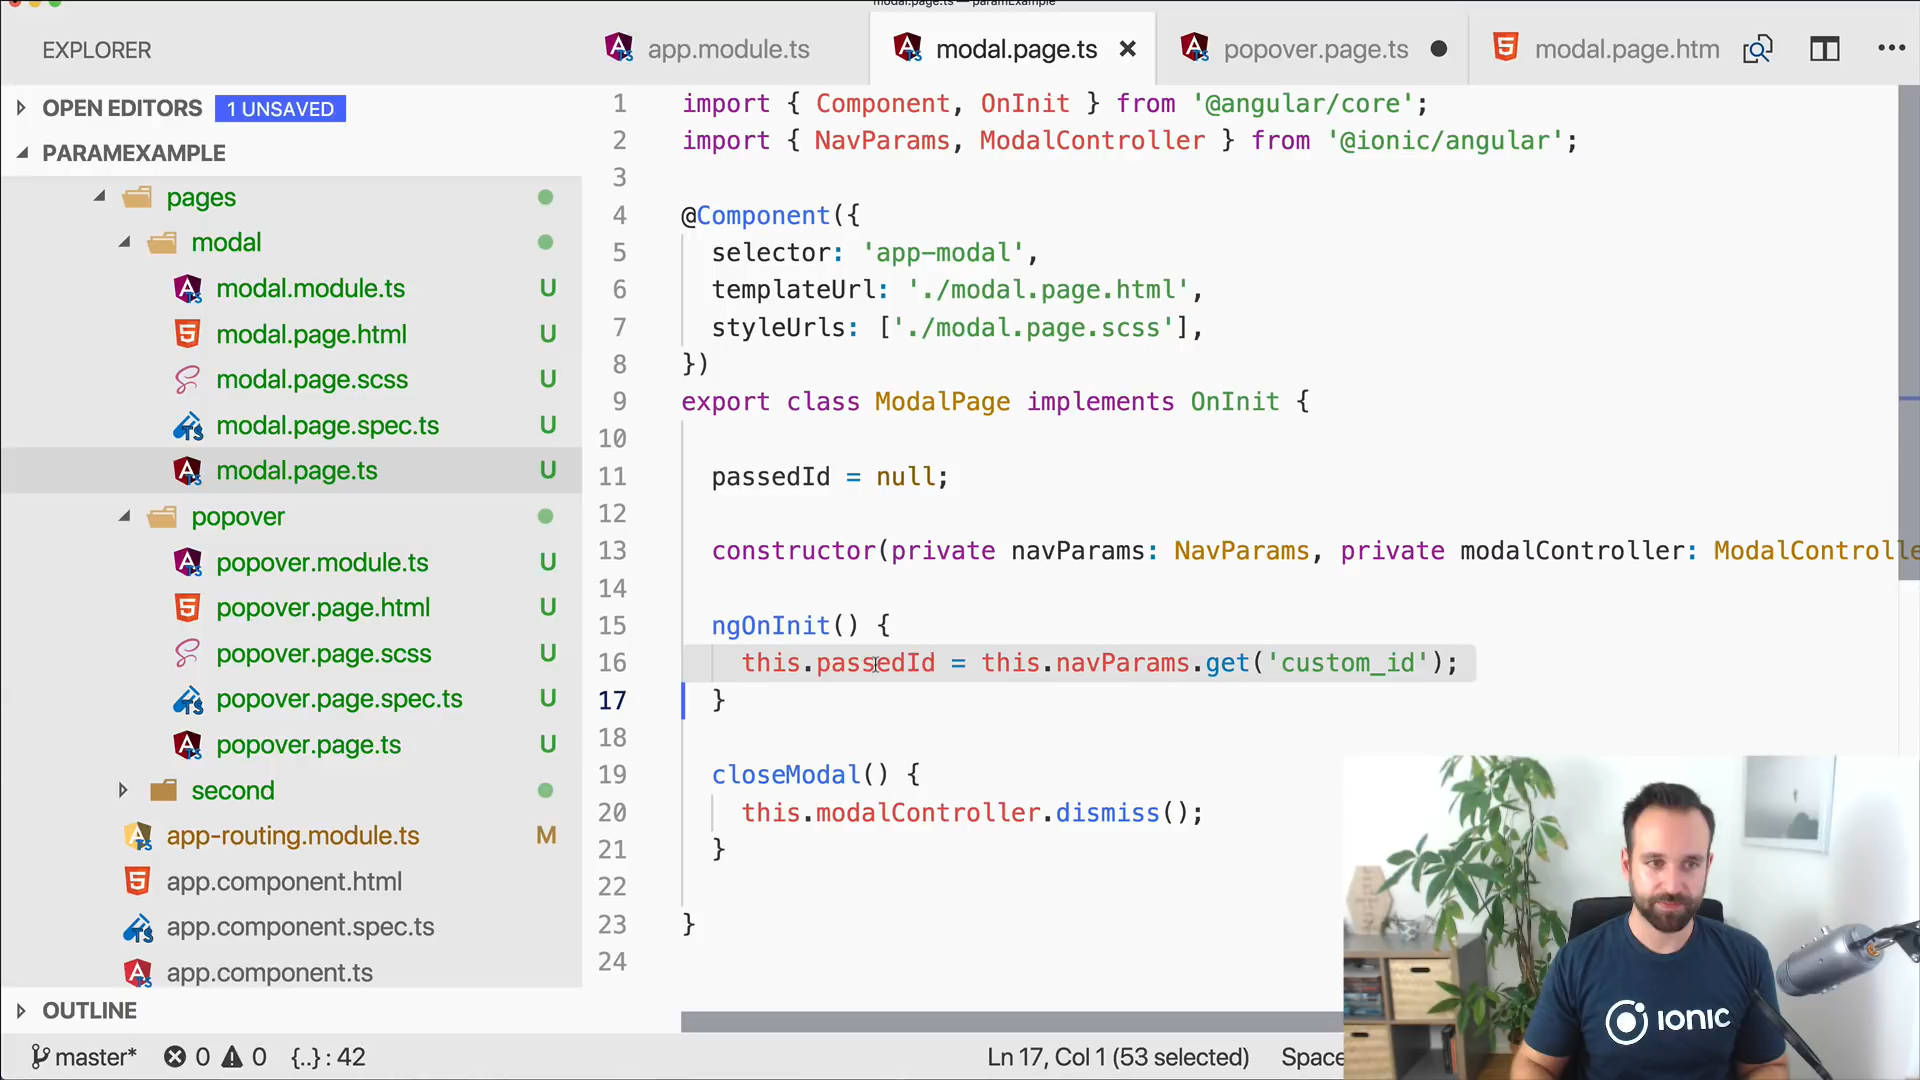 modal.page.ts — paramExample
EXPLORER
app.module.ts
modal.page.ts
popover.page.ts
modal.page.htm
OPEN EDITORS 1 UNSAVED
PARAMEXAMPLE
pages
modal
modal.module.ts U
modal.page.html U
modal.page.scss U
modal.page.spec.ts U
modal.page.ts U
popover
popover.module.ts U
popover.page.html U
popover.page.scss U
popover.page.spec.ts U
popover.page.ts U
second
app-routing.module.ts M
app.component.html
app.component.spec.ts
app.component.ts
OUTLINE
1 import { Component, OnInit } from '@angular/core';
2 import { NavParams, ModalController } from '@ionic/angular';
3
4 @Component({
5 selector: 'app-modal',
6 templateUrl: './modal.page.html',
7 styleUrls: ['./modal.page.scss'],
8 })
9 export class ModalPage implements OnInit {
10
11 passedId = null;
12
13 constructor(private navParams: NavParams, private modalController: ModalControlle
14
15 ngOnInit() {
16 this.passedId = this.navParams.get('custom_id');
17 }
18
19 closeModal() {
20 this.modalController.dismiss();
21 }
22
23 }
24
master* 0 0 {..} : 42
Ln 17, Col 1 (53 selected)
Space
IONIC